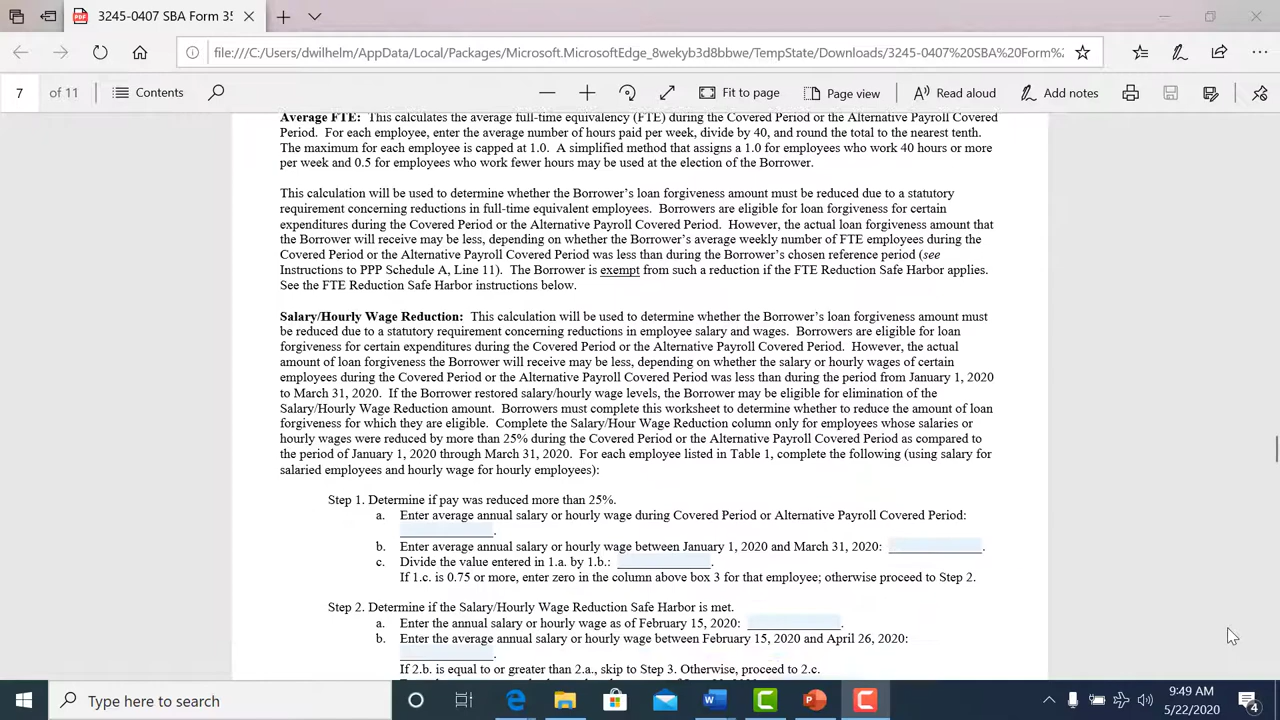 3245-0407 SBA Form 35
file:///C:/Users/dwilhelm/AppData/Local/Packages/Microsoft.MicrosoftEdge_8wekyb3d8bbwe/TempState/Downloads/3245-0407%20SBA%20Form%
7 of 11 Contents Fit to page Page view Read aloud Add notes
Average FTE: This calculates the average full-time equivalency (FTE) during the Covered Period or the Alternative Payroll Covered
Period. For each employee, enter the average number of hours paid per week, divide by 40, and round the total to the nearest tenth.
The maximum for each employee is capped at 1.0. A simplified method that assigns a 1.0 for employees who work 40 hours or more
per week and 0.5 for employees who work fewer hours may be used at the election of the Borrower.
This calculation will be used to determine whether the Borrower's loan forgiveness amount must be reduced due to a statutory
requirement concerning reductions in full-time equivalent employees. Borrowers are eligible for loan forgiveness for certain
expenditures during the Covered Period or the Alternative Payroll Covered Period. However, the actual loan forgiveness amount that
the Borrower will receive may be less, depending on whether the Borrower's average weekly number of FTE employees during the
Covered Period or the Alternative Payroll Covered Period was less than during the Borrower's chosen reference period (see
Instructions to PPP Schedule A, Line 11). The Borrower is exempt from such a reduction if the FTE Reduction Safe Harbor applies.
See the FTE Reduction Safe Harbor instructions below.
Salary/Hourly Wage Reduction: This calculation will be used to determine whether the Borrower's loan forgiveness amount must
be reduced due to a statutory requirement concerning reductions in employee salary and wages. Borrowers are eligible for loan
forgiveness for certain expenditures during the Covered Period or the Alternative Payroll Covered Period. However, the actual
amount of loan forgiveness the Borrower will receive may be less, depending on whether the salary or hourly wages of certain
employees during the Covered Period or the Alternative Payroll Covered Period was less than during the period from January 1, 2020
to March 31, 2020. If the Borrower restored salary/hourly wage levels, the Borrower may be eligible for elimination of the
Salary/Hourly Wage Reduction amount. Borrowers must complete this worksheet to determine whether to reduce the amount of loan
forgiveness for which they are eligible. Complete the Salary/Hour Wage Reduction column only for employees whose salaries or
hourly wages were reduced by more than 25% during the Covered Period or the Alternative Payroll Covered Period as compared to
the period of January 1, 2020 through March 31, 2020. For each employee listed in Table 1, complete the following (using salary for
salaried employees and hourly wage for hourly employees):
Step 1. Determine if pay was reduced more than 25%.
a. Enter average annual salary or hourly wage during Covered Period or Alternative Payroll Covered Period:
.
b. Enter average annual salary or hourly wage between January 1, 2020 and March 31, 2020: .
c. Divide the value entered in 1.a. by 1.b.: .
If 1.c. is 0.75 or more, enter zero in the column above box 3 for that employee; otherwise proceed to Step 2.
Step 2. Determine if the Salary/Hourly Wage Reduction Safe Harbor is met.
a. Enter the annual salary or hourly wage as of February 15, 2020: .
b. Enter the average annual salary or hourly wage between February 15, 2020 and April 26, 2020:
.
If 2.b. is equal to or greater than 2.a., skip to Step 3. Otherwise, proceed to 2.c.
Type here to search
9:49 AM
5/22/2020
4